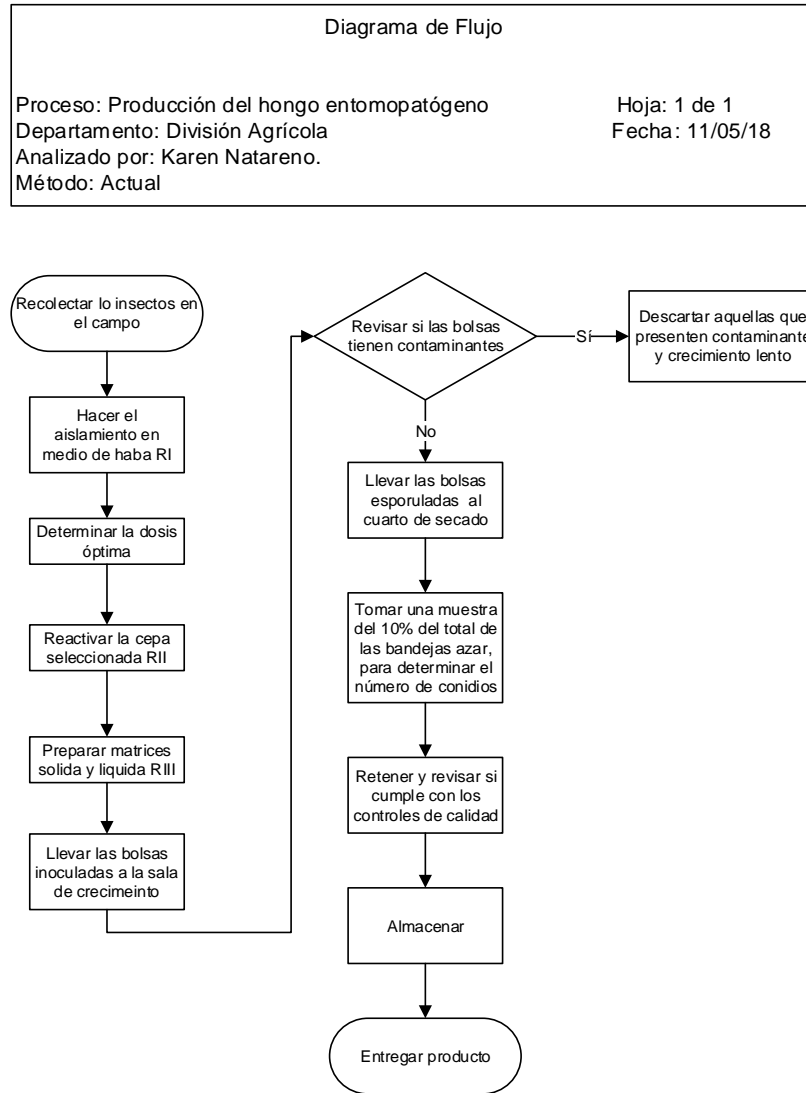 Diagrama de Flujo
Proceso: Producción del hongo entomopatógeno
Hoja: 1 de 1
Departamento: División Agrícola
Fecha: 11/05/18
Analizado por: Karen Natareno.
Método: Actual
Recolectar lo insectos en
el campo
Hacer el
aislamiento en
medio de haba RI
Determinar la dosis
óptima
Reactivar la cepa
seleccionada RII
Preparar matrices
solida y liquida RIII
Llevar las bolsas
inoculadas a la sala
de crecimeinto
Revisar si las bolsas
tienen contaminantes
Sí
Descartar aquellas que
presenten contaminante
y crecimiento lento
No
Llevar las bolsas
esporuladas al
cuarto de secado
Tomar una muestra
del 10% del total de
las bandejas azar,
para determinar el
número de conidios
Retener y revisar si
cumple con los
controles de calidad
Almacenar
Entregar producto